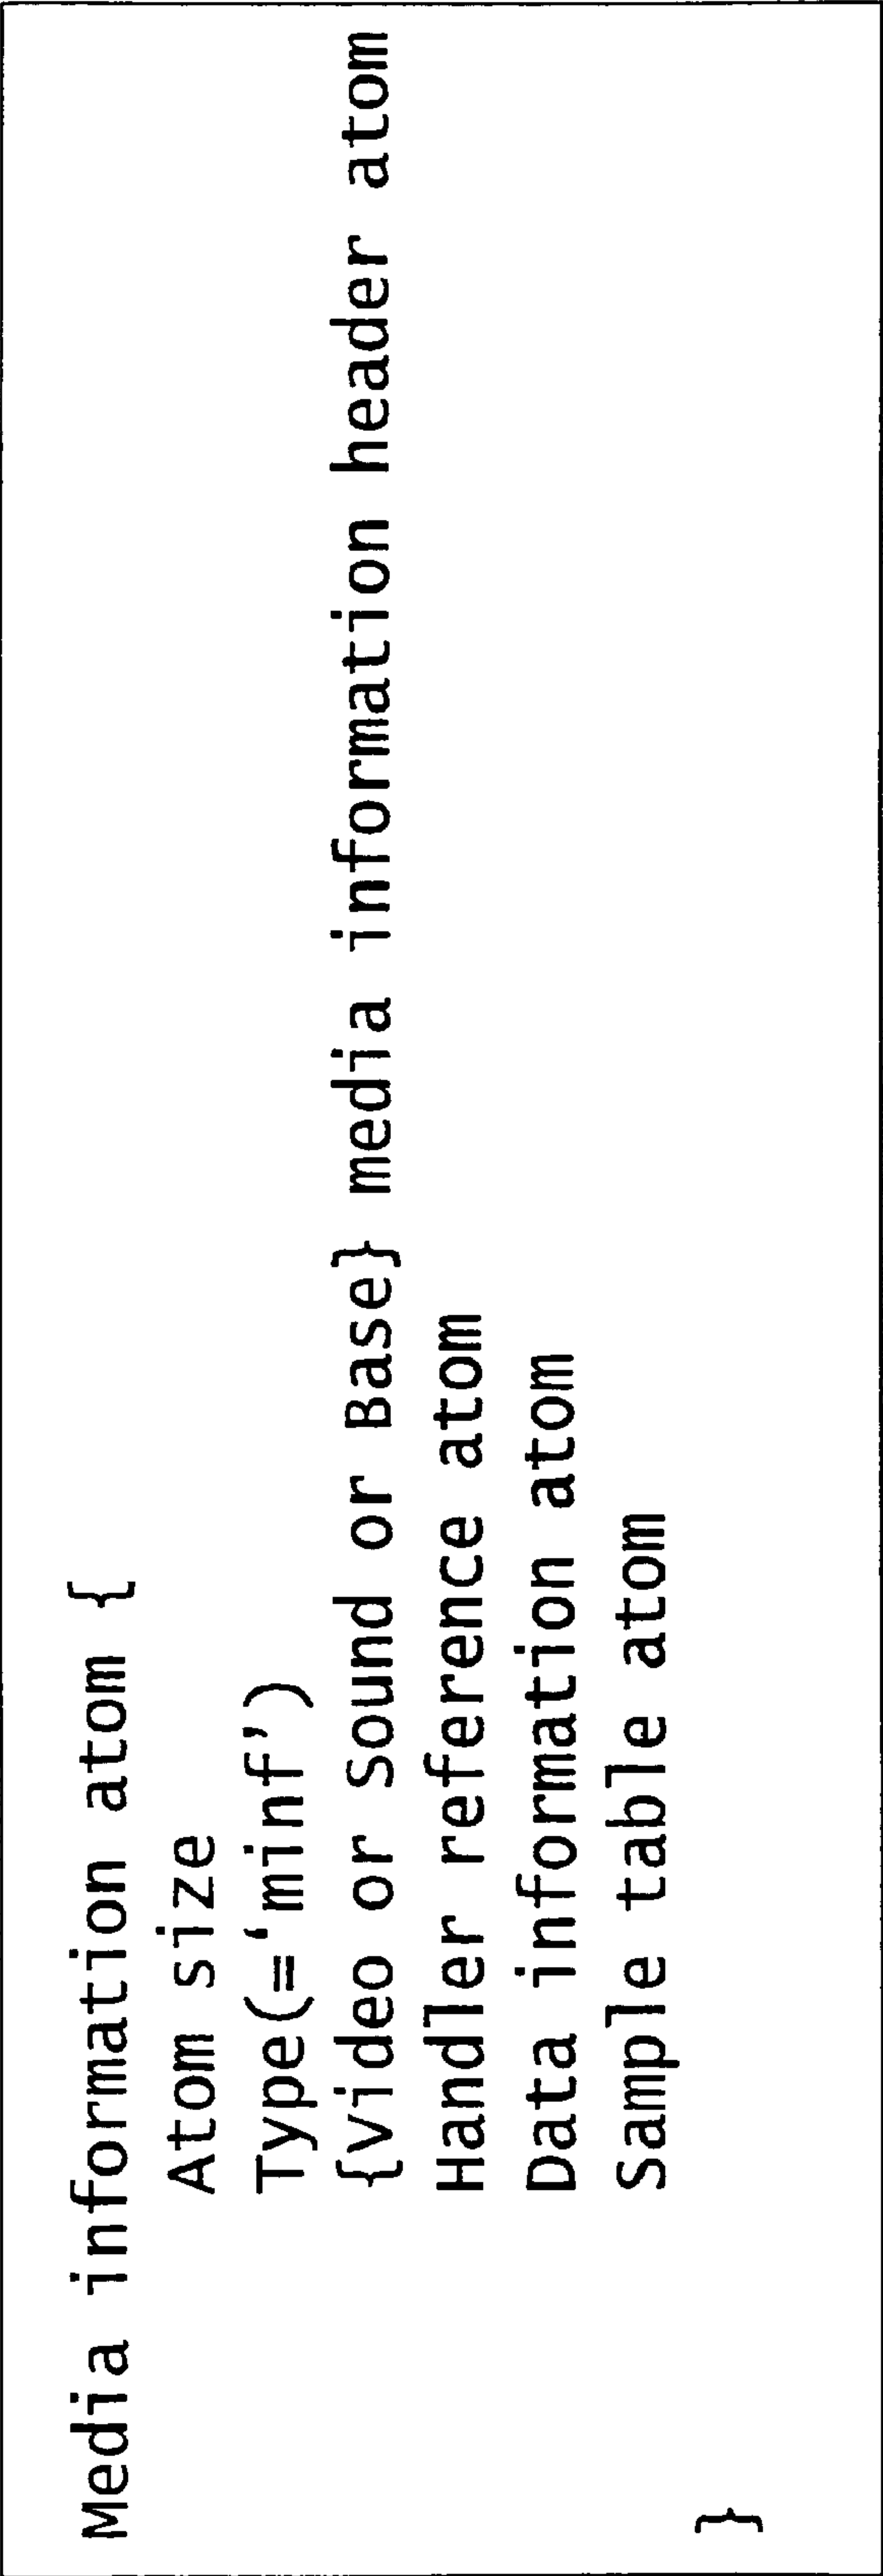 Media information atom {
Atom size
Type(=‘minf’)
{Video or Sound or Base} media information header atom
Handler reference atom
Data information atom
Sample table atom
}